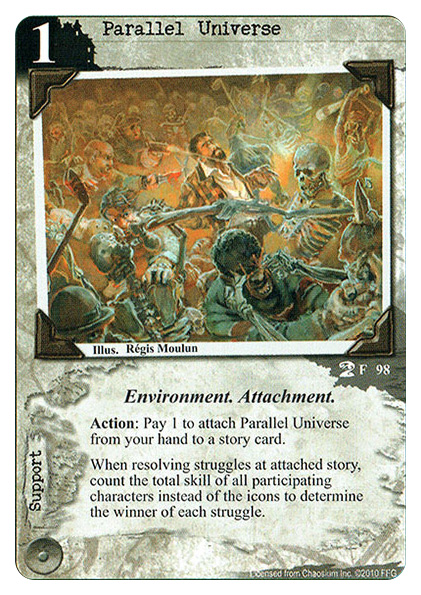 1
Parallel Universe
Illus. Régis Moulun
F 98
Environment. Attachment.
Action: Pay 1 to attach Parallel Universe
from your hand to a story card.
When resolving struggles at attached story,
count the total skill of all participating
characters instead of the icons to determine
the winner of each struggle.
Support
Licensed from Chaosium Inc. ©2010 FFG